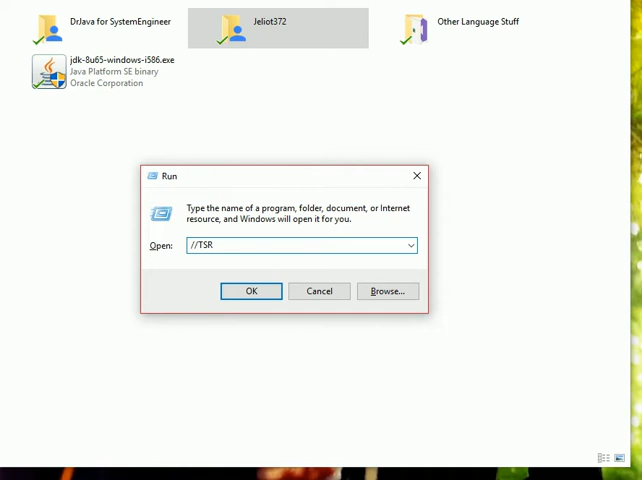 DrJava for SystemEngineer
Jeliot372
Other Language Stuff
jdk-8u65-windows-i586.exe
Java Platform SE binary
Oracle Corporation
Run
Type the name of a program, folder, document, or Internet
resource, and Windows will open it for you.
Open:
//TSR
OK
Cancel
Browse...